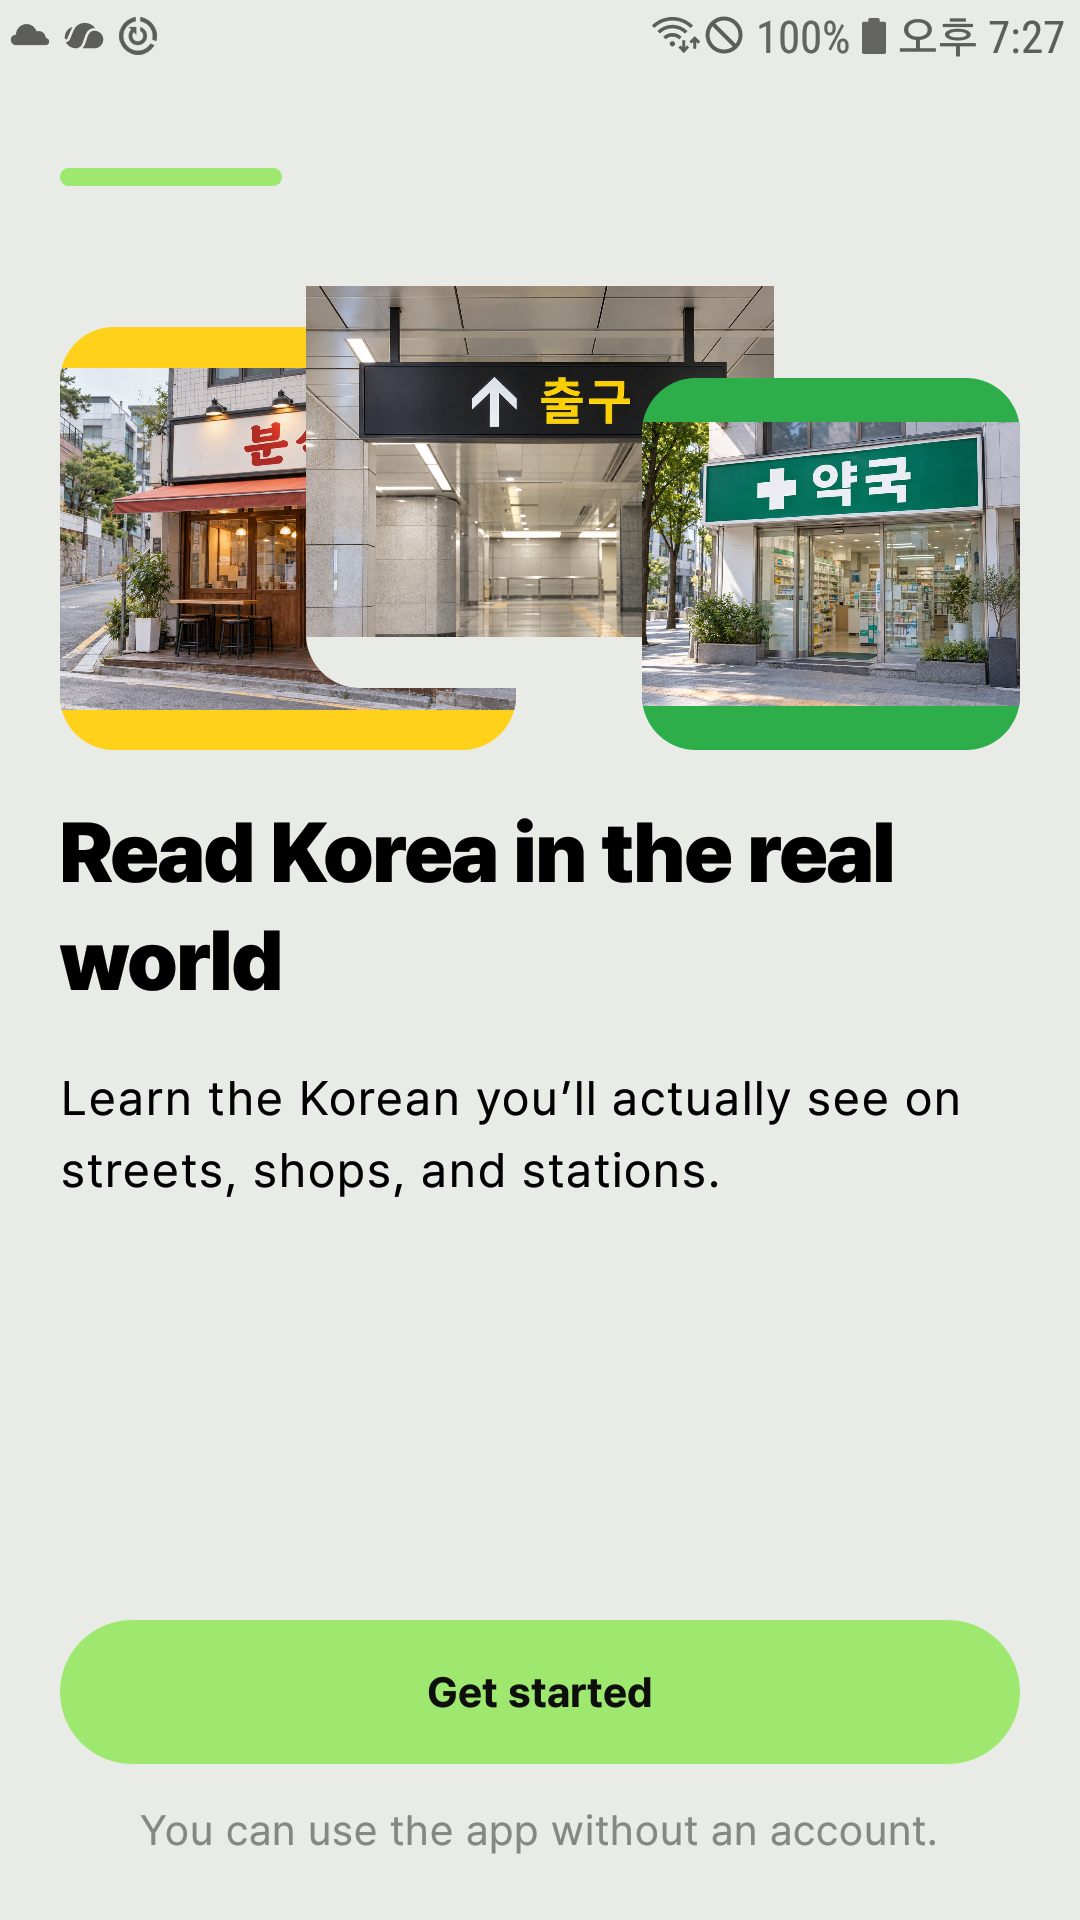 100% 오후 7:27
출구
약국
Read Korea in the real
world
Learn the Korean you’ll actually see on
streets, shops, and stations.
Get started
You can use the app without an account.